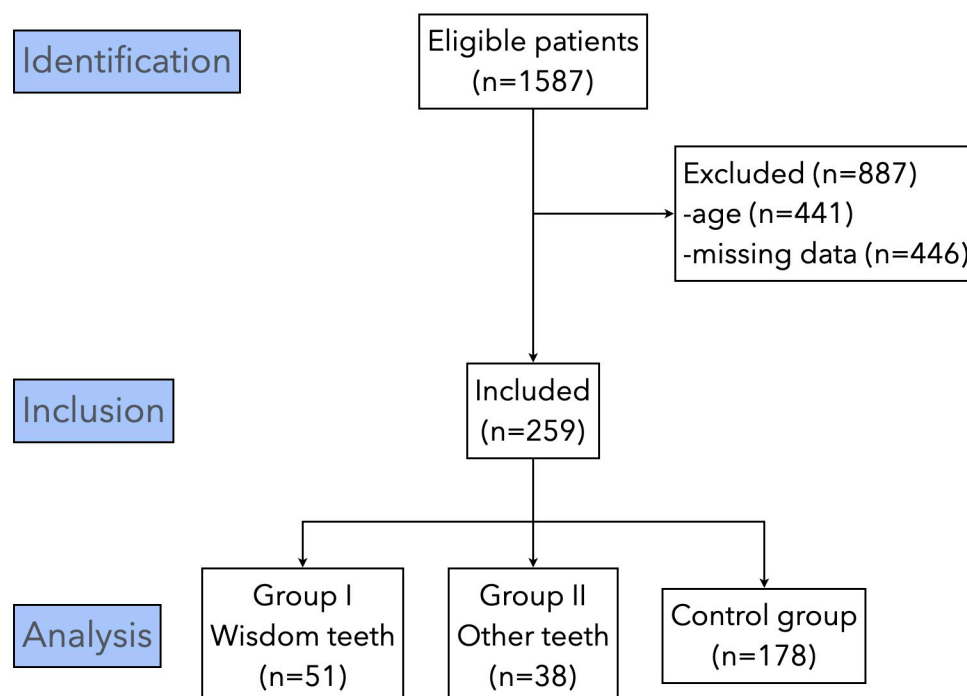 Identification
Eligible patients
(n=1587)
Excluded (n=887)
-age (n=441)
-missing data (n=446)
Inclusion
Included
(n=259)
Analysis
Group I
Wisdom teeth
(n=51)
Group II
Other teeth
(n=38)
Control group
(n=178)